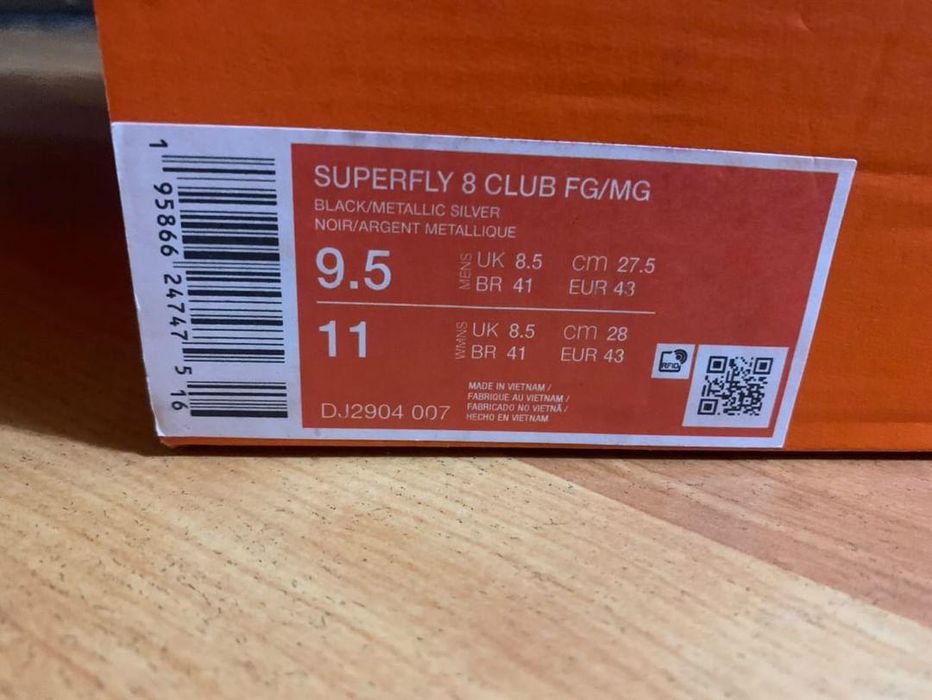 SUPERFLY 8 CLUB FG/MG
BLACK/METALLIC SILVER
NOIR/ARGENT METALLIQUE
9.5 MENS UK 8.5 cm 27.5
BR 41 EUR 43
11 WMNS UK 8.5 cm 28
BR 41 EUR 43
RFID
MADE IN VIETNAM /
FABRIQUE AU VIETNAM /
FABRICADO NO VIETNÃ /
HECHO EN VIETNAM
DJ2904 007
1 95866 24747 5 16